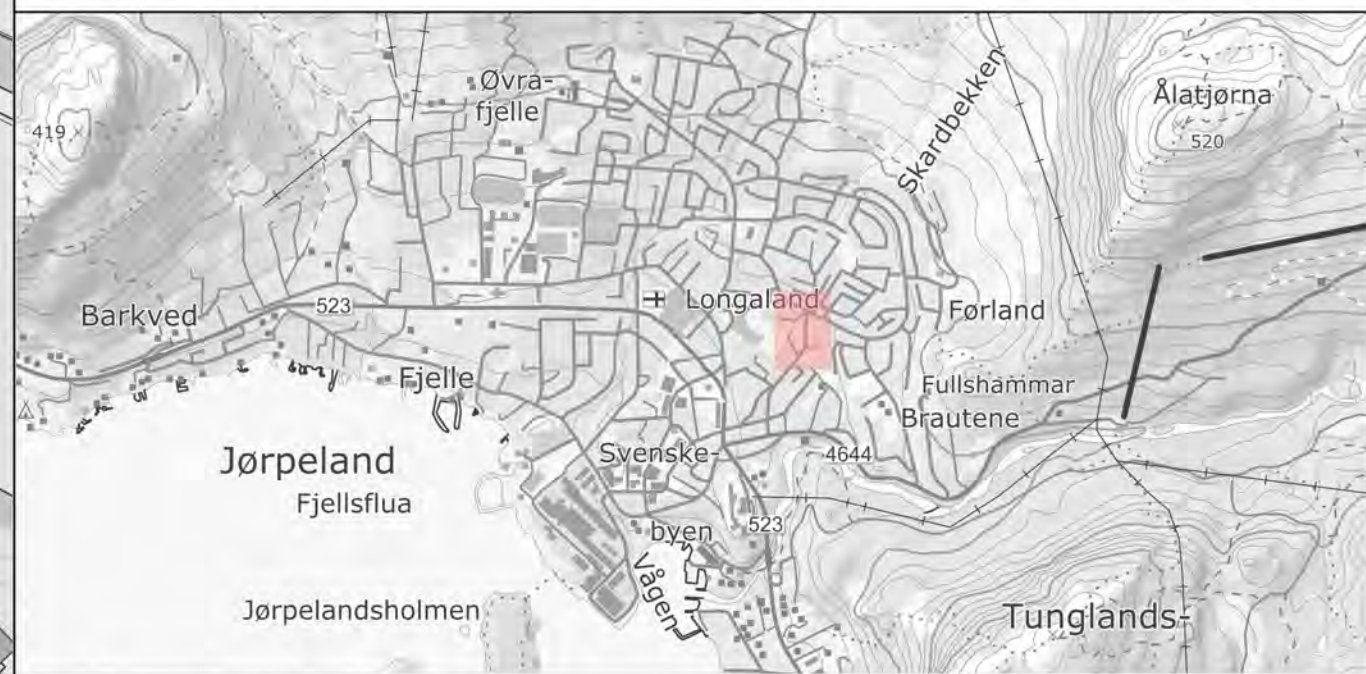 Øvra-
fjelle
Skardbekken
Ålatjørna
520
419
Barkved
523
Longaland
Førland
Fjelle
Fullshammar
Brautene
Jørpeland
Fjellsflua
Svenske-
byen
4644
523
Vågen
Jørpelandsholmen
Tunglands-